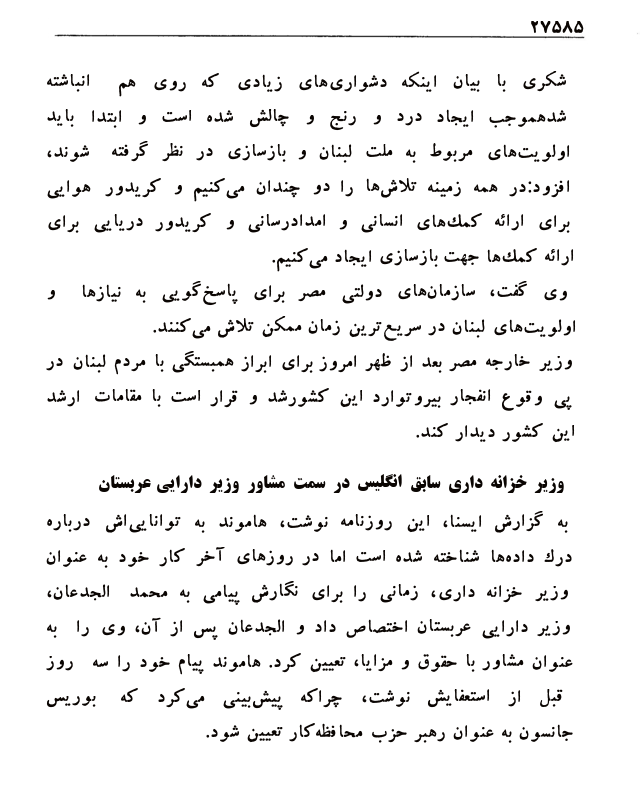 ۲۷۵۸۵
شکری با بیان اینکه دشواری‌های زیادی که روی هم انباشته
شدهموجب ایجاد درد و رنج و چالش شده است و ابتدا باید
اولویت‌های مربوط به ملت لبنان و بازسازی در نظر گرفته شوند،
افزود:در همه زمینه تلاش‌ها را دو چندان می‌کنیم و کریدور هوایی
برای ارائه کمك‌های انسانی و امدادرسانی و کریدور دریایی برای
ارائه کمك‌ها جهت بازسازی ایجاد می‌کنیم.
وی گفت، سازمان‌های دولتی مصر برای پاسخ‌گویی به نیازها و
اولویت‌های لبنان در سریع‌ترین زمان ممکن تلاش می‌کنند.
وزیر خارجه مصر بعد از ظهر امروز برای ابراز همبستگی با مردم لبنان در
پی وقوع انفجار بیروتوارد این کشورشد و قرار است با مقامات ارشد
این کشور دیدار کند.
وزیر خزانه داری سابق انگلیس در سمت مشاور وزیر دارایی عربستان
به گزارش ایسنا، این روزنامه نوشت، هاموند به توانایی‌اش درباره
درك داده‌ها شناخته شده است اما در روزهای آخر کار خود به عنوان
وزیر خزانه داری، زمانی را برای نگارش پیامی به محمد الجدعان،
وزیر دارایی عربستان اختصاص داد و الجدعان پس از آن، وی را به
عنوان مشاور با حقوق و مزایا، تعیین کرد. هاموند پیام خود را سه روز
قبل از استعفایش نوشت، چراکه پیش‌بینی می‌کرد که بوریس
جانسون به عنوان رهبر حزب محافظه‌کار تعیین شود.